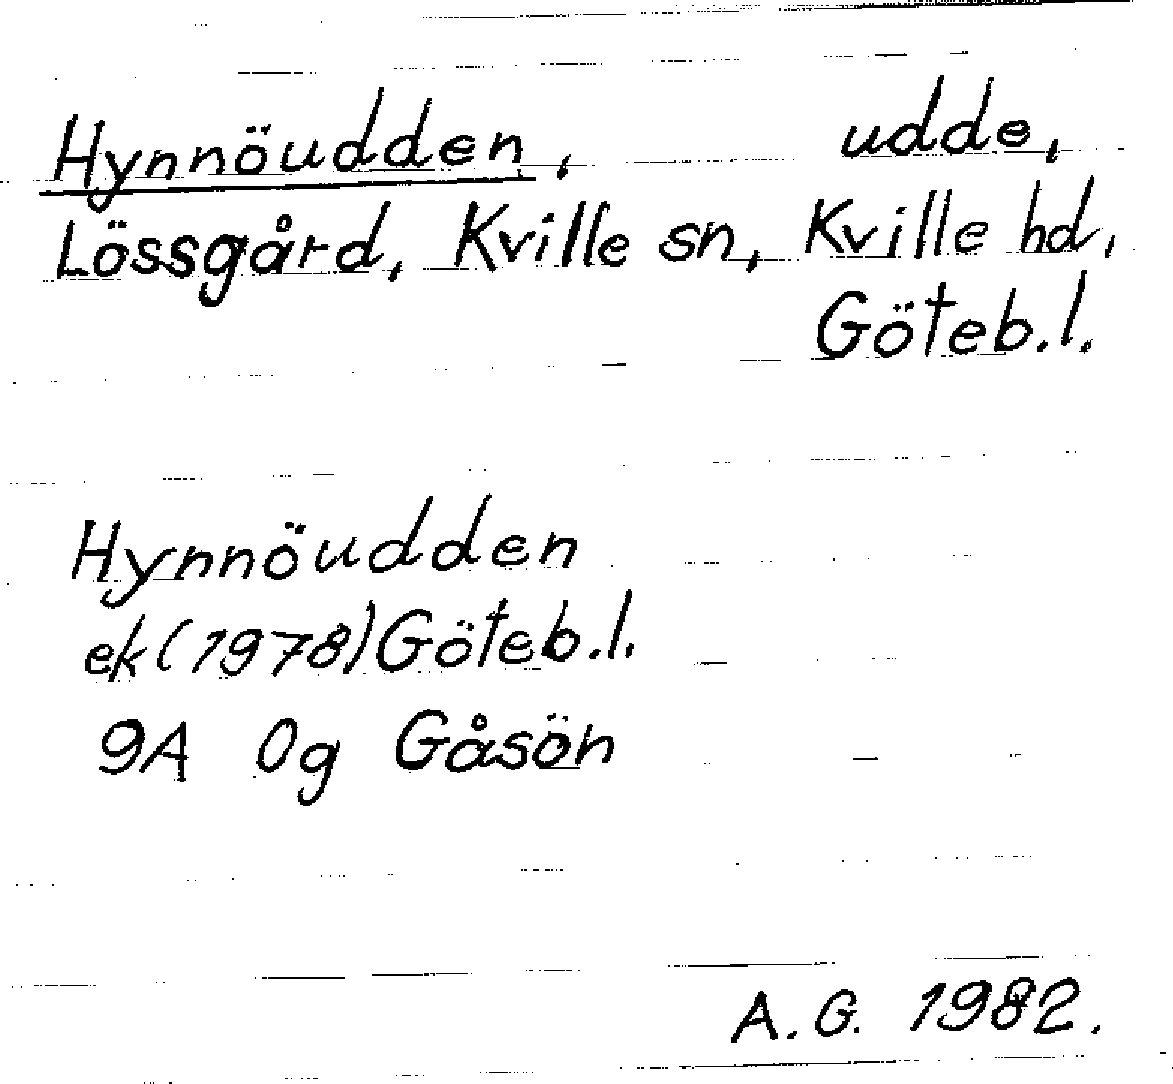 Hynnöudden, udde,
Lössgård, Kville sn, Kville hd,
Göteb.l.
Hynnöudden
ek (1978) Göteb.l.
9A 0g Gåsön
A.G. 1982.